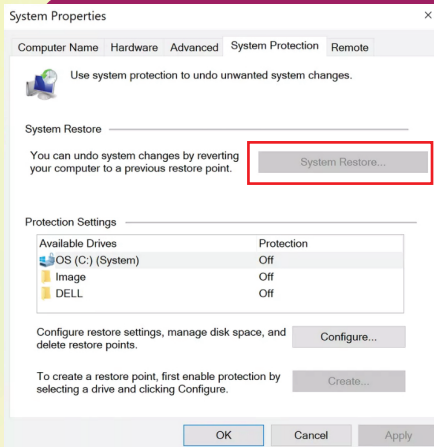 System Properties
Computer Name Hardware Advanced System Protection Remote
Use system protection to undo unwanted system changes.
System Restore
You can undo system changes by reverting
your computer to a previous restore point.
System Restore...
Protection Settings
Available Drives Protection
OS (C:) (System) Off
Image Off
DELL Off
Configure restore settings, manage disk space, and
delete restore points.
Configure...
To create a restore point, first enable protection by
selecting a drive and clicking Configure.
Create...
OK Cancel Apply